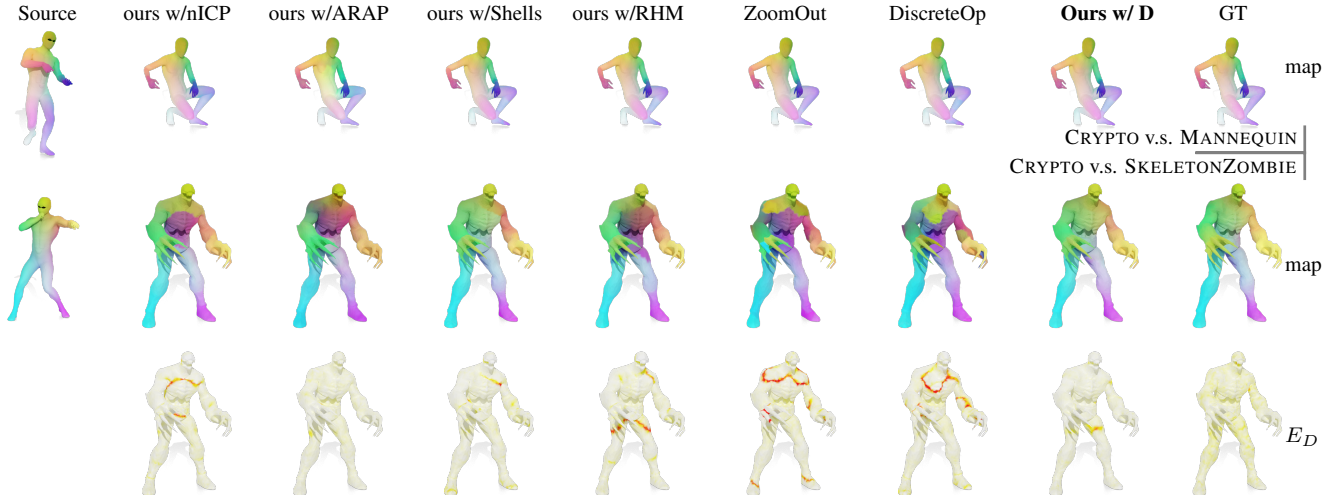 Source ours w/nICP ours w/ARAP ours w/Shells ours w/RHM ZoomOut DiscreteOp Ours w/ D GT
map
CRYPTO v.s. MANNEQUIN
CRYPTO v.s. SKELETONZOMBIE
map
E_D